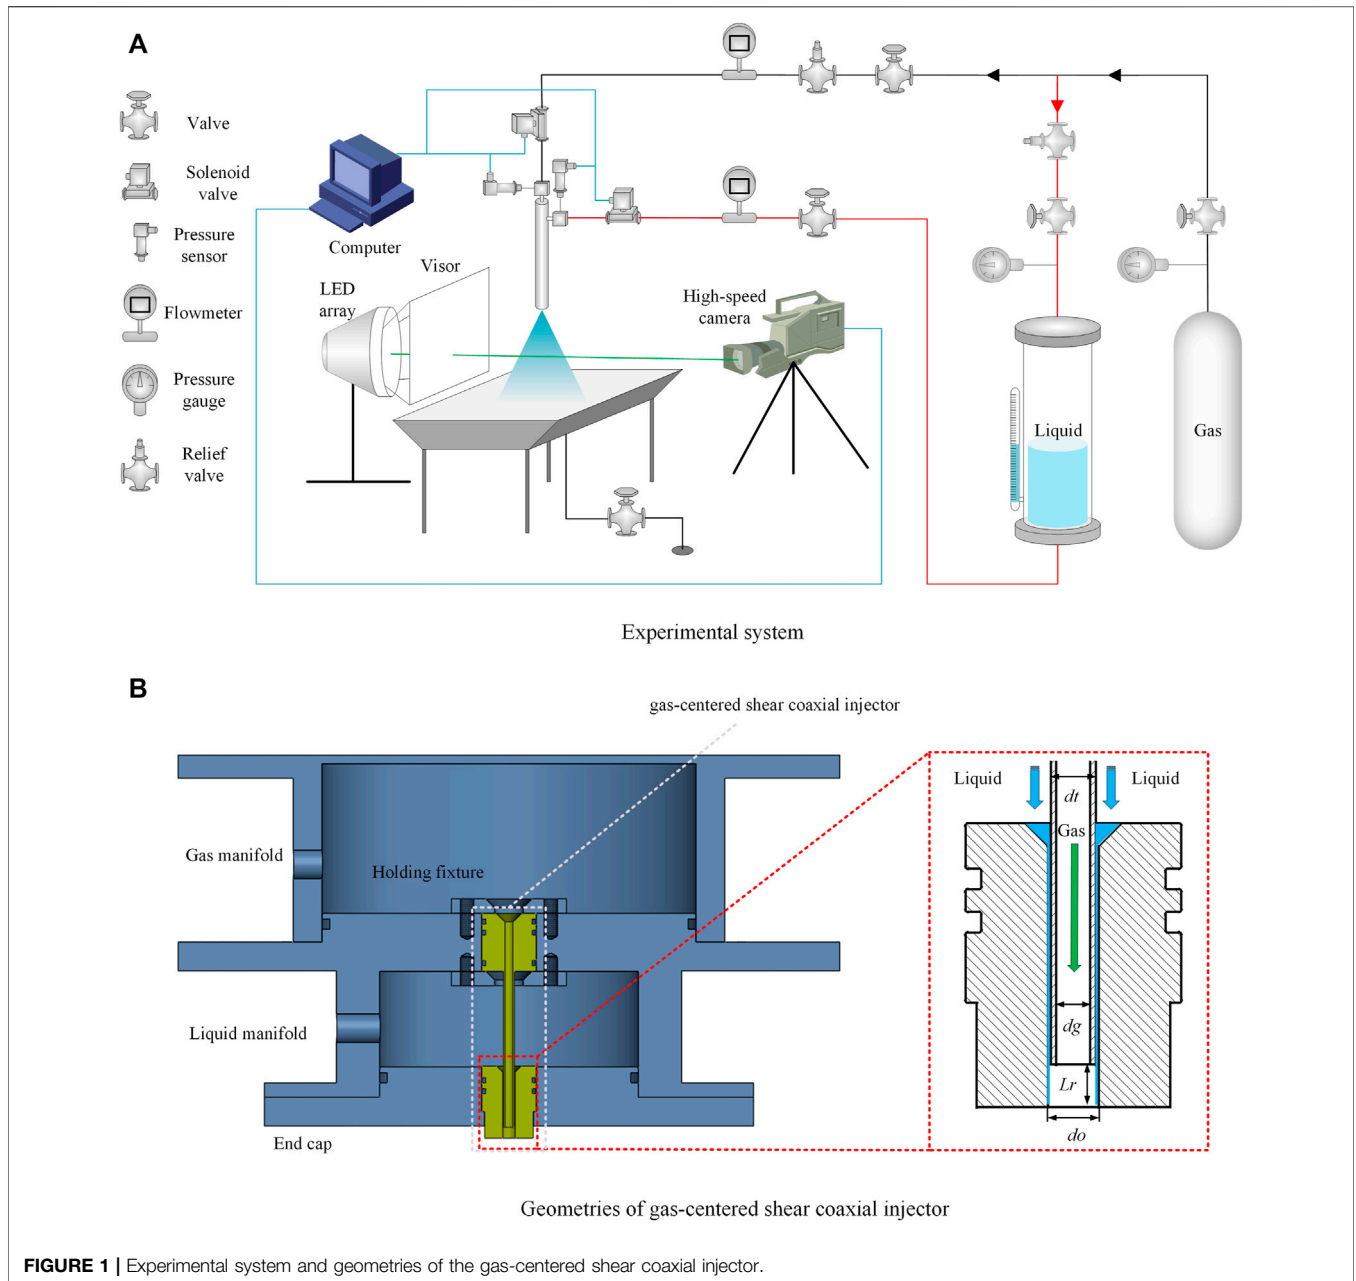 A
Valve
Solenoid
valve
Pressure
sensor
Flowmeter
Pressure
gauge
Relief
valve
Computer
Visor
LED
array
High-speed
camera
Liquid
Gas
Experimental system
B
gas-centered shear coaxial injector
Gas manifold
Holding fixture
Liquid manifold
End cap
Liquid
Liquid
dt
Gas
dg
Lr
do
Geometries of gas-centered shear coaxial injector
FIGURE 1 | Experimental system and geometries of the gas-centered shear coaxial injector.